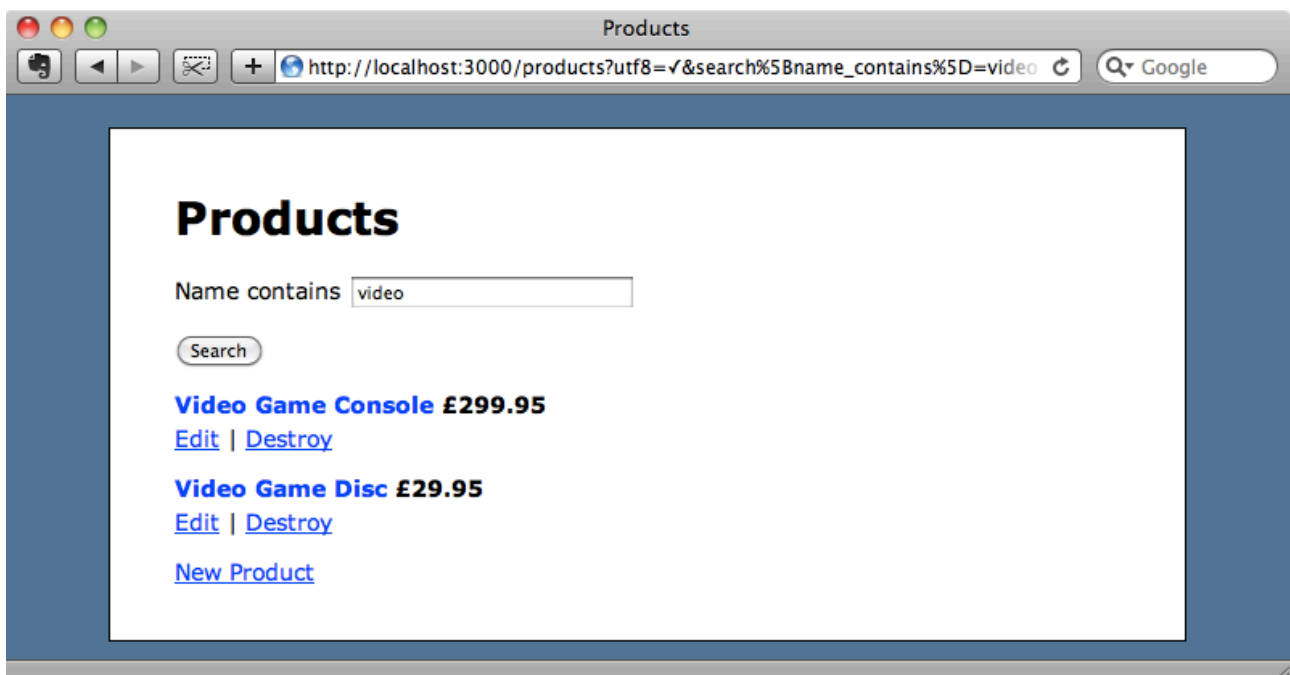 Products
http://localhost:3000/products?utf8=✓&search%5Bname_contains%5D=video
Google
Products
Name contains video
Search
Video Game Console £299.95
Edit | Destroy
Video Game Disc £29.95
Edit | Destroy
New Product